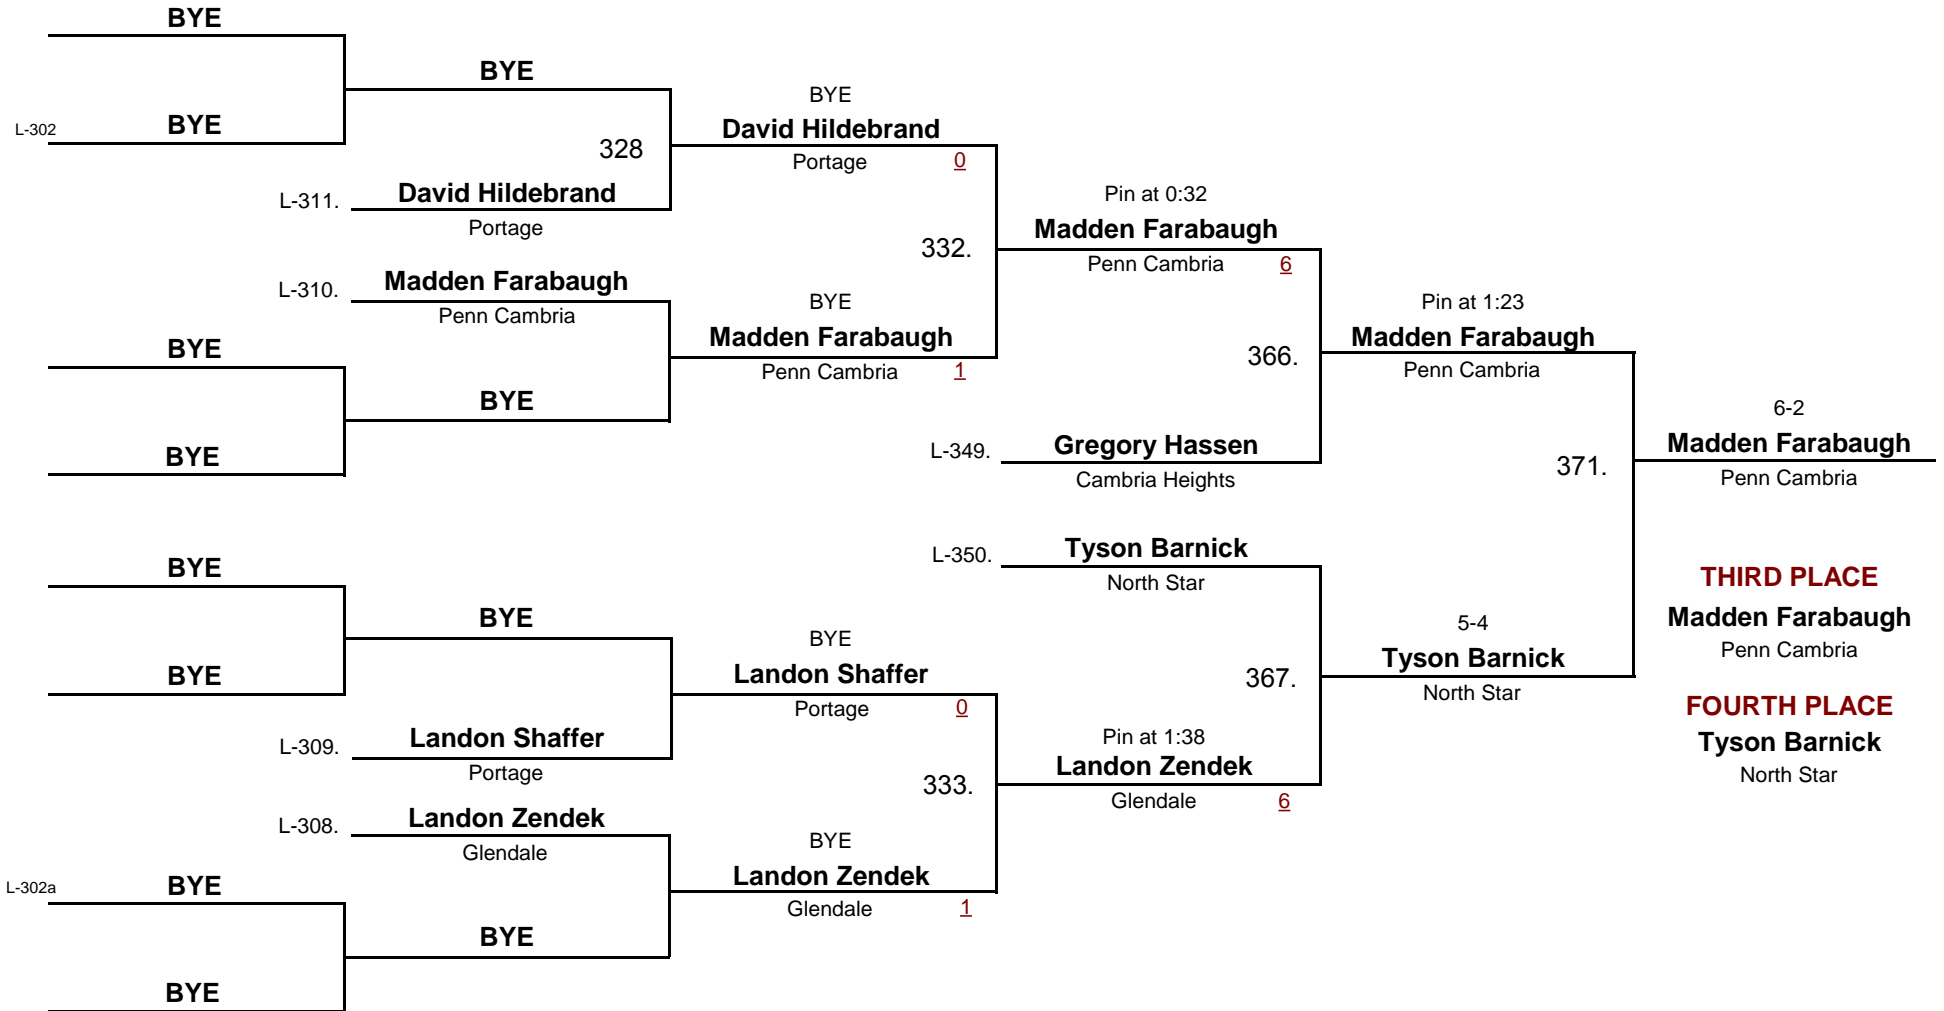 BYE
L-302 BYE
BYE
328
L-311. David Hildebrand
Portage
L-310. Madden Farabaugh
Penn Cambria
BYE
BYE
BYE
BYE
David Hildebrand
Portage 0
332.
BYE
Madden Farabaugh
Penn Cambria 1
Pin at 0:32
Madden Farabaugh
Penn Cambria 6
366.
L-349. Gregory Hassen
Cambria Heights
Pin at 1:23
Madden Farabaugh
Penn Cambria
371.
6-2
Madden Farabaugh
Penn Cambria
BYE
BYE
BYE
L-309. Landon Shaffer
Portage
L-308. Landon Zendek
Glendale
L-302a BYE
BYE
BYE
BYE
Landon Shaffer
Portage 0
333.
BYE
Landon Zendek
Glendale 1
L-350. Tyson Barnick
North Star
367.
Pin at 1:38
Landon Zendek
Glendale 6
5-4
Tyson Barnick
North Star
THIRD PLACE
Madden Farabaugh
Penn Cambria
FOURTH PLACE
Tyson Barnick
North Star